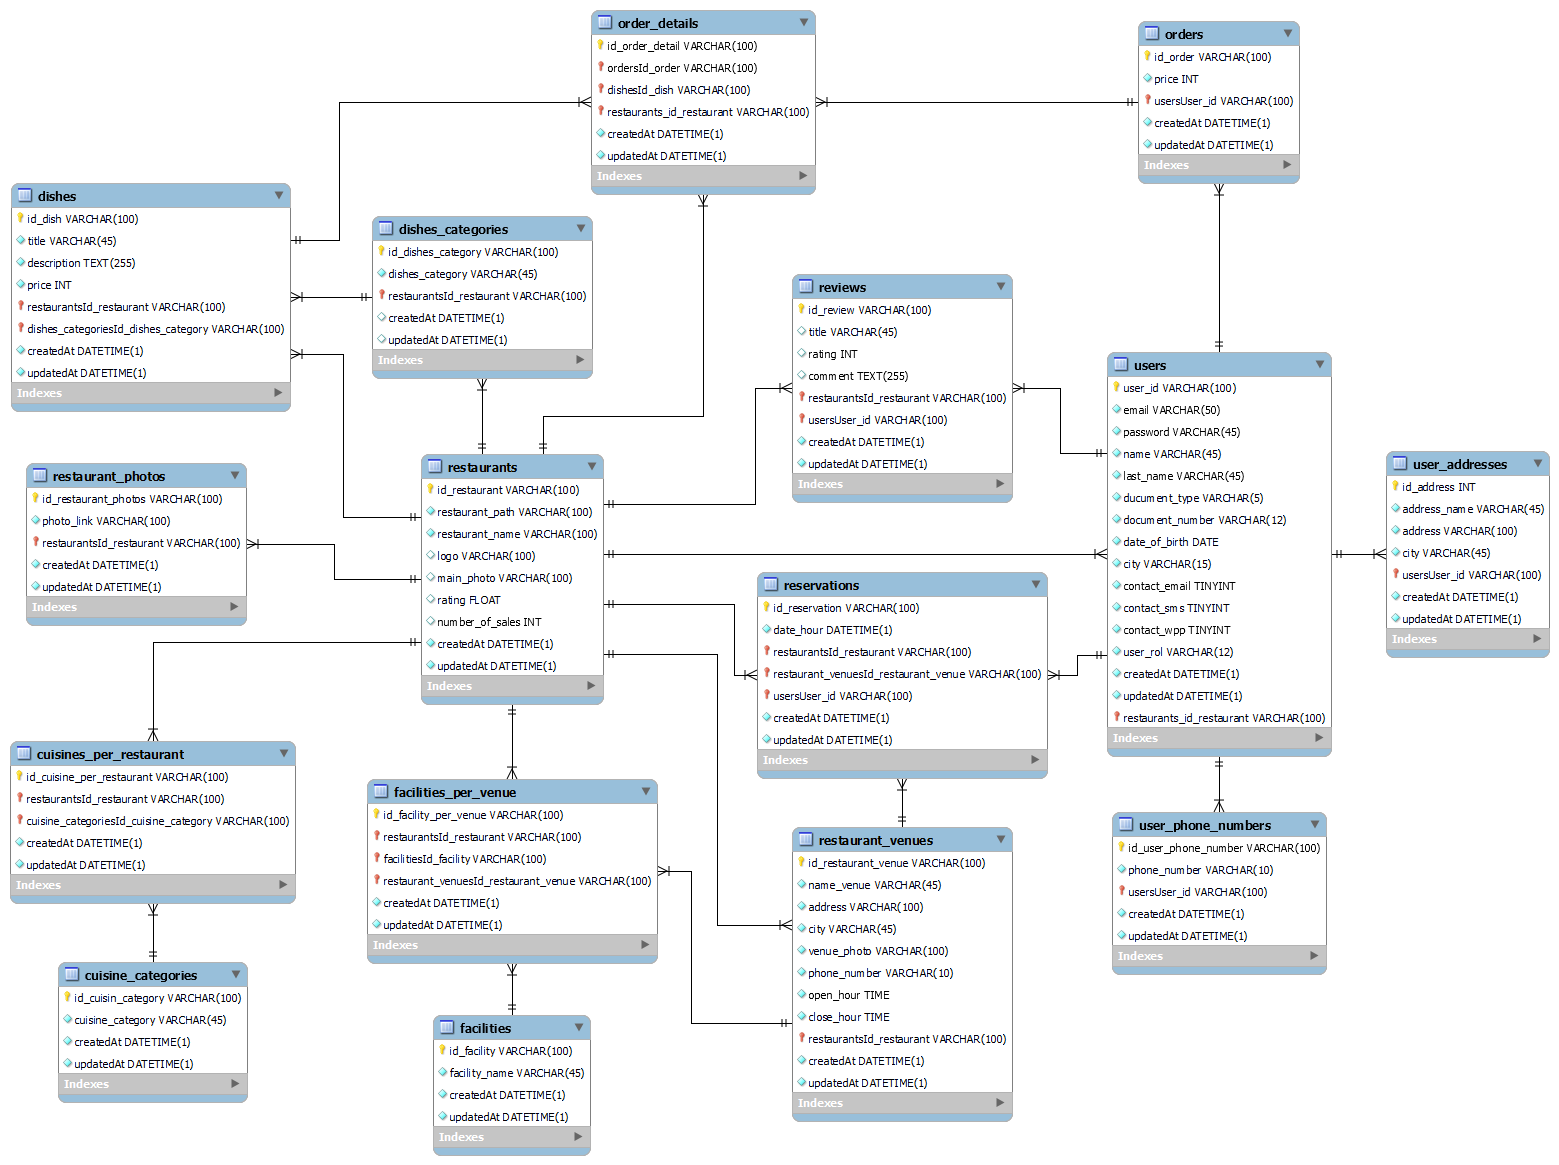 order_details
id_order_detail VARCHAR(100)
ordersId_order VARCHAR(100)
dishesId_dish VARCHAR(100)
restaurants_id_restaurant VARCHAR(100)
createdAt DATETIME(1)
updatedAt DATETIME(1)
Indexes
orders
id_order VARCHAR(100)
price INT
usersUser_id VARCHAR(100)
createdAt DATETIME(1)
updatedAt DATETIME(1)
Indexes
dishes
id_dish VARCHAR(100)
title VARCHAR(45)
description TEXT(255)
price INT
restaurantsId_restaurant VARCHAR(100)
dishes_categoriesId_dishes_category VARCHAR(100)
createdAt DATETIME(1)
updatedAt DATETIME(1)
Indexes
dishes_categories
id_dishes_category VARCHAR(100)
dishes_category VARCHAR(45)
restaurantsId_restaurant VARCHAR(100)
createdAt DATETIME(1)
updatedAt DATETIME(1)
Indexes
reviews
id_review VARCHAR(100)
title VARCHAR(45)
rating INT
comment TEXT(255)
restaurantsId_restaurant VARCHAR(100)
usersUser_id VARCHAR(100)
createdAt DATETIME(1)
updatedAt DATETIME(1)
Indexes
users
user_id VARCHAR(100)
email VARCHAR(50)
password VARCHAR(45)
name VARCHAR(45)
last_name VARCHAR(45)
ducument_type VARCHAR(5)
document_number VARCHAR(12)
date_of_birth DATE
city VARCHAR(15)
contact_email TINYINT
contact_sms TINYINT
contact_wpp TINYINT
user_rol VARCHAR(12)
createdAt DATETIME(1)
updatedAt DATETIME(1)
restaurants_id_restaurant VARCHAR(100)
Indexes
user_addresses
id_address INT
address_name VARCHAR(45)
address VARCHAR(100)
city VARCHAR(45)
usersUser_id VARCHAR(100)
createdAt DATETIME(1)
updatedAt DATETIME(1)
Indexes
restaurant_photos
id_restaurant_photos VARCHAR(100)
photo_link VARCHAR(100)
restaurantsId_restaurant VARCHAR(100)
createdAt DATETIME(1)
updatedAt DATETIME(1)
Indexes
restaurants
id_restaurant VARCHAR(100)
restaurant_path VARCHAR(100)
restaurant_name VARCHAR(100)
logo VARCHAR(100)
main_photo VARCHAR(100)
rating FLOAT
number_of_sales INT
createdAt DATETIME(1)
updatedAt DATETIME(1)
Indexes
reservations
id_reservation VARCHAR(100)
date_hour DATETIME(1)
restaurantsId_restaurant VARCHAR(100)
restaurant_venuesId_restaurant_venue VARCHAR(100)
usersUser_id VARCHAR(100)
createdAt DATETIME(1)
updatedAt DATETIME(1)
Indexes
cuisines_per_restaurant
id_cuisine_per_restaurant VARCHAR(100)
restaurantsId_restaurant VARCHAR(100)
cuisine_categoriesId_cuisine_category VARCHAR(100)
createdAt DATETIME(1)
updatedAt DATETIME(1)
Indexes
facilities_per_venue
id_facility_per_venue VARCHAR(100)
restaurantsId_restaurant VARCHAR(100)
facilitiesId_facility VARCHAR(100)
restaurant_venuesId_restaurant_venue VARCHAR(100)
createdAt DATETIME(1)
updatedAt DATETIME(1)
Indexes
restaurant_venues
id_restaurant_venue VARCHAR(100)
name_venue VARCHAR(45)
address VARCHAR(100)
city VARCHAR(45)
venue_photo VARCHAR(100)
phone_number VARCHAR(10)
open_hour TIME
close_hour TIME
restaurantsId_restaurant VARCHAR(100)
createdAt DATETIME(1)
updatedAt DATETIME(1)
Indexes
user_phone_numbers
id_user_phone_number VARCHAR(100)
phone_number VARCHAR(10)
usersUser_id VARCHAR(100)
createdAt DATETIME(1)
updatedAt DATETIME(1)
Indexes
cuisine_categories
id_cuisin_category VARCHAR(100)
cuisine_category VARCHAR(45)
createdAt DATETIME(1)
updatedAt DATETIME(1)
Indexes
facilities
id_facility VARCHAR(100)
facility_name VARCHAR(45)
createdAt DATETIME(1)
updatedAt DATETIME(1)
Indexes